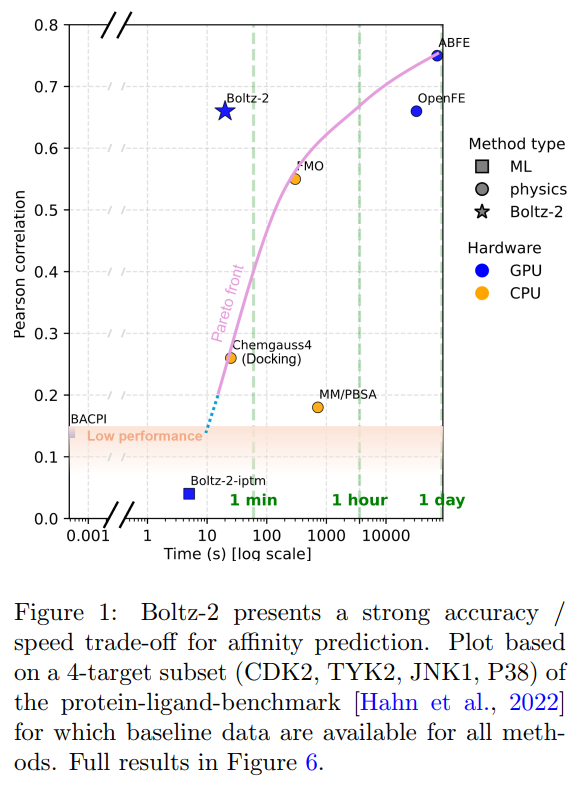 0.8
0.7
0.6
0.5
0.4
0.3
0.2
0.1
0.0
Pearson correlation
ABFE
Boltz-2
OpenFE
FMO
Pareto front
Chemgauss4
(Docking)
MM/PBSA
BACPI
Low performance
Boltz-2-iptm
1 min
1 hour
1 day
0.001
1
10
100
1000
10000
Time (s) [log scale]
Method type
ML
physics
Boltz-2
Hardware
GPU
CPU
Figure 1: Boltz-2 presents a strong accuracy /
speed trade-off for affinity prediction. Plot based
on a 4-target subset (CDK2, TYK2, JNK1, P38) of
the protein-ligand-benchmark [Hahn et al., 2022]
for which baseline data are available for all meth-
ods. Full results in Figure 6.